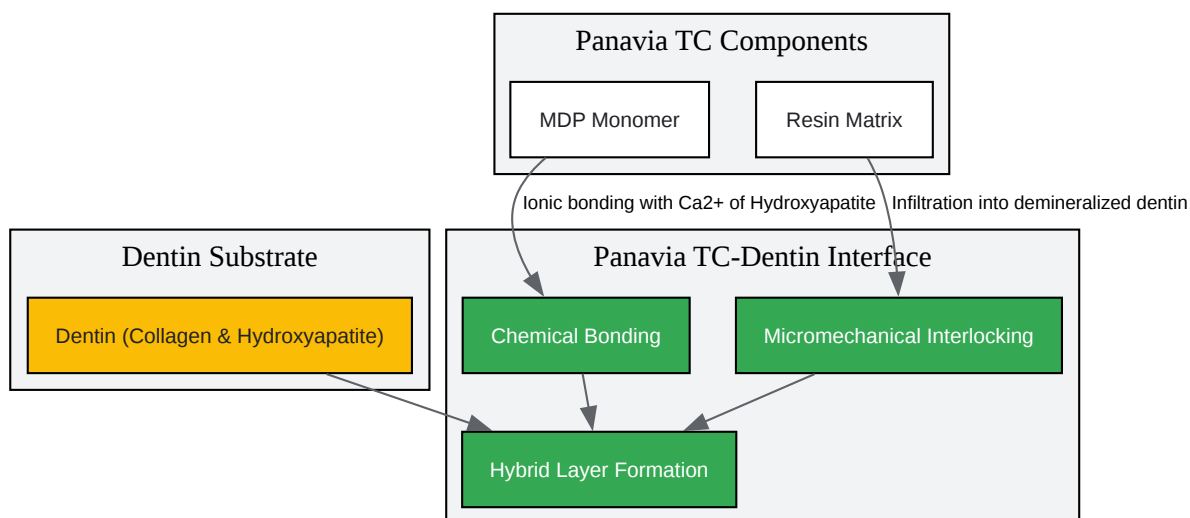 Panavia TC Components
MDP Monomer
Resin Matrix
Ionic bonding with Ca2+ of Hydroxyapatite
Infiltration into demineralized dentin
Dentin Substrate
Dentin (Collagen & Hydroxyapatite)
Panavia TC-Dentin Interface
Chemical Bonding
Micromechanical Interlocking
Hybrid Layer Formation